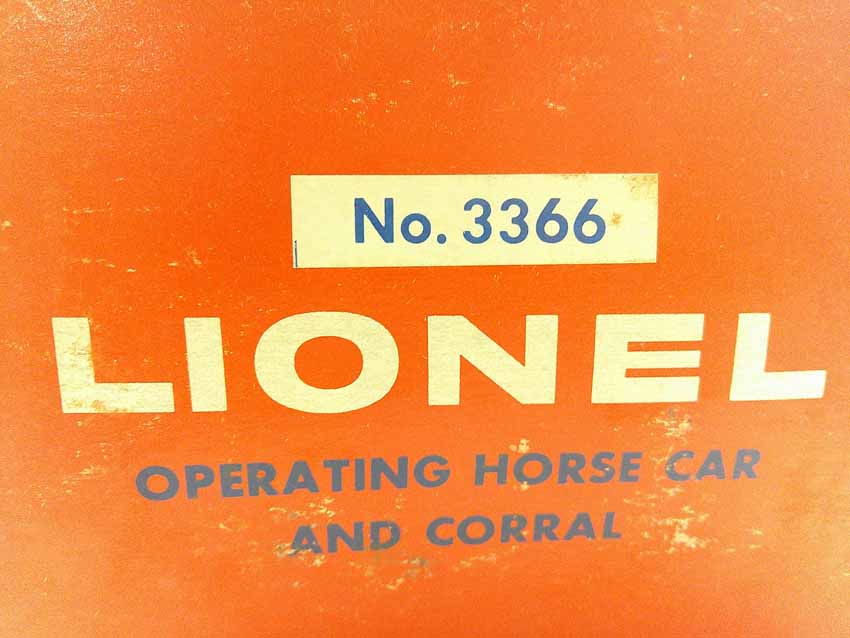 No. 3366
LIONEL
OPERATING HORSE CAR
AND CORRAL